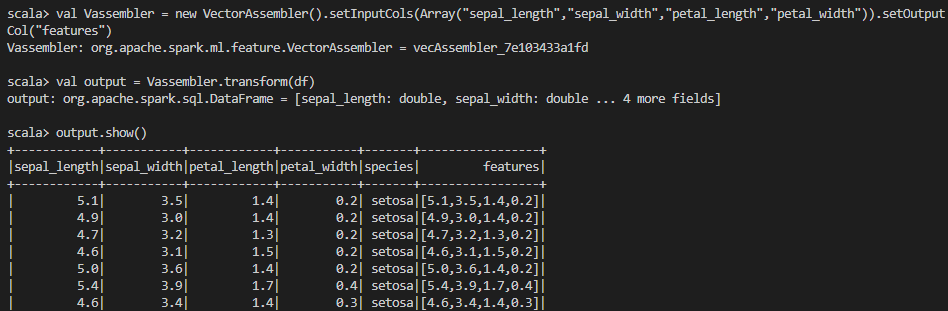 scala> val Vassembler = new VectorAssembler().setInputCols(Array("sepal_length","sepal_width","petal_length","petal_width")).setOutput
Col("features")
Vassembler: org.apache.spark.ml.feature.VectorAssembler = vecAssembler_7e103433a1fd
scala> val output = Vassembler.transform(df)
output: org.apache.spark.sql.DataFrame = [sepal_length: double, sepal_width: double ... 4 more fields]
scala> output.show()
+------------+-----------+------------+-----------+-------+-----------------+
|sepal_length|sepal_width|petal_length|petal_width|species|         features|
+------------+-----------+------------+-----------+-------+-----------------+
|         5.1|        3.5|         1.4|        0.2| setosa|[5.1,3.5,1.4,0.2]|
|         4.9|        3.0|         1.4|        0.2| setosa|[4.9,3.0,1.4,0.2]|
|         4.7|        3.2|         1.3|        0.2| setosa|[4.7,3.2,1.3,0.2]|
|         4.6|        3.1|         1.5|        0.2| setosa|[4.6,3.1,1.5,0.2]|
|         5.0|        3.6|         1.4|        0.2| setosa|[5.0,3.6,1.4,0.2]|
|         5.4|        3.9|         1.7|        0.4| setosa|[5.4,3.9,1.7,0.4]|
|         4.6|        3.4|         1.4|        0.3| setosa|[4.6,3.4,1.4,0.3]|